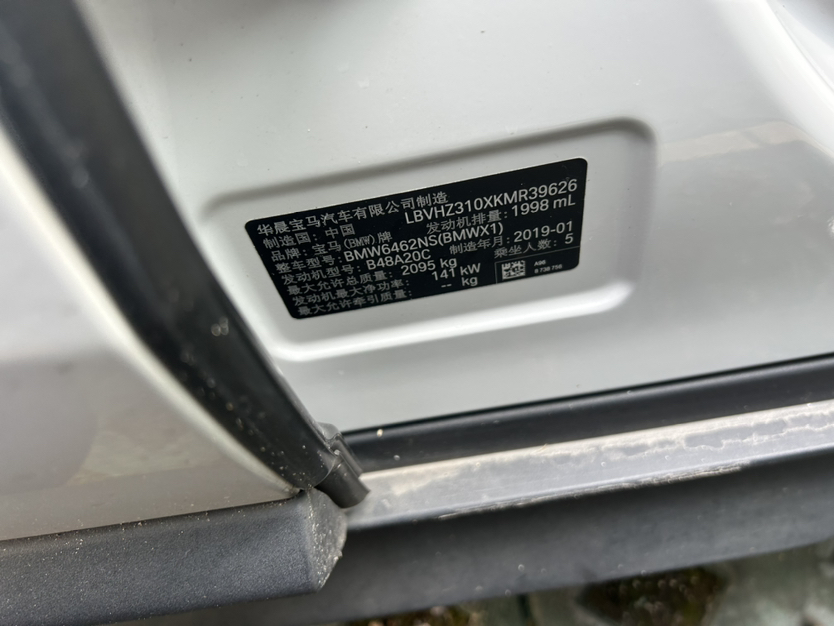 华晨宝马汽车有限公司制造
制造国：中国 LBVHZ310XKMR39626
品牌：宝马(BMW)牌 发动机排量：1998 mL
整车型号：BMW6462NS(BMWX1)
发动机型号：B48A20C 制造年月：2019-01
最大允许总质量：2095 kg 乘坐人数：5
发动机最大净功率：141 kW
最大允许牵引质量：-- kg
A96